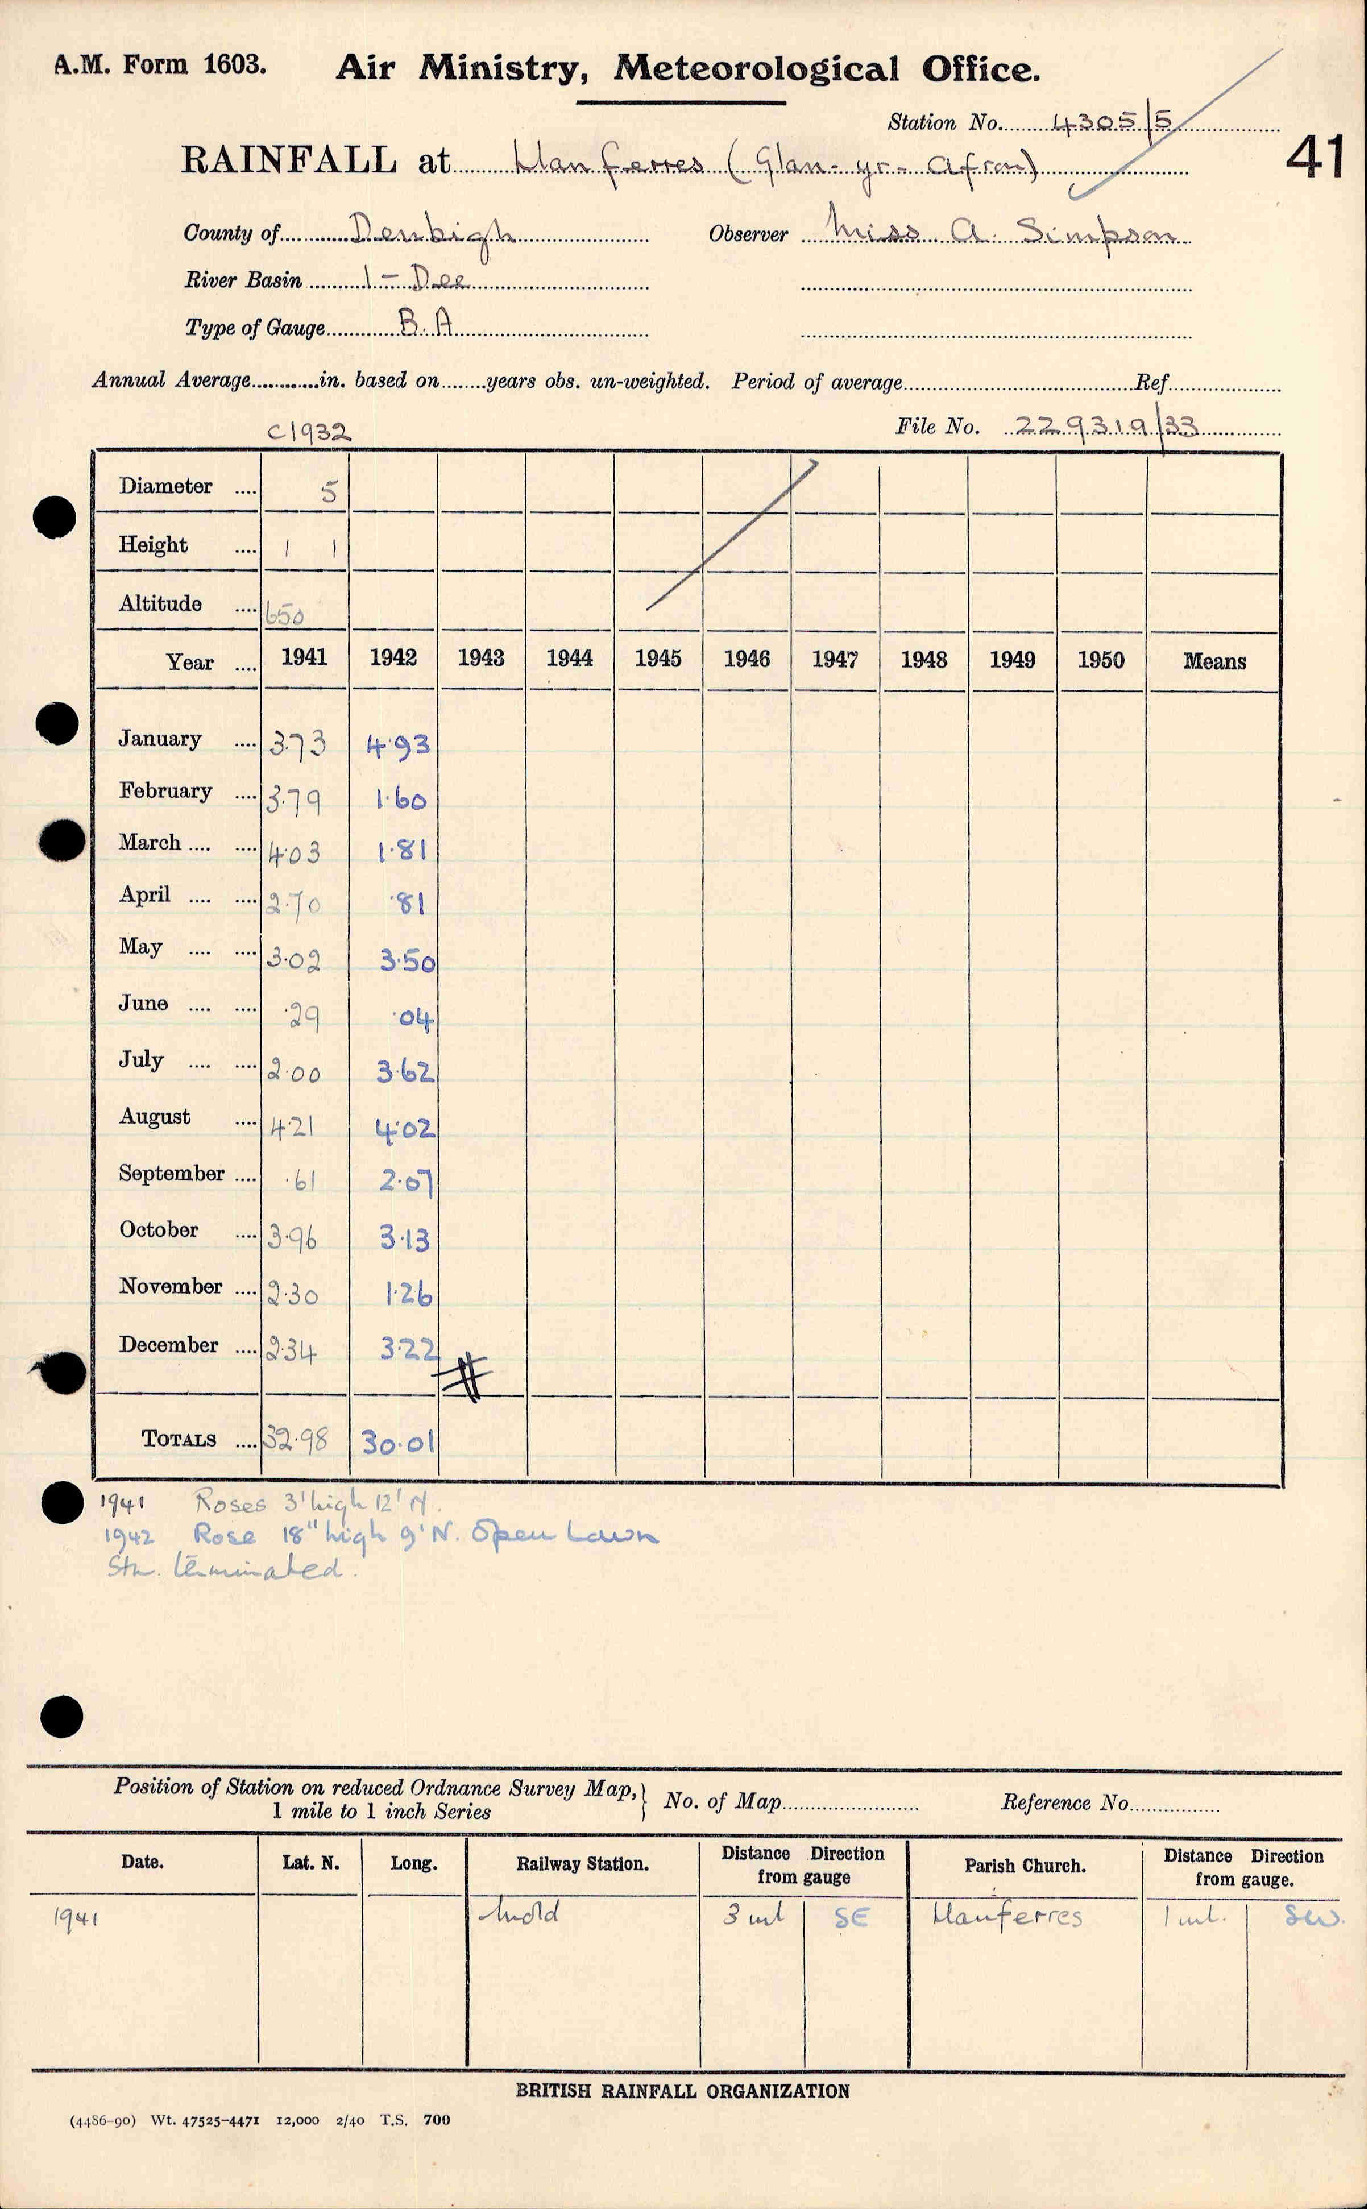 A.M. Form 1603. Air Ministry, Meteorological Office.
Station No. 4305/5
RAINFALL at Llanferres (Glan-yr-Afron) 41
County of Denbigh Observer Miss A. Simpson
River Basin 1 - Dee
Type of Gauge B.A
Annual Average in. based on years obs. un-weighted. Period of average Ref
C1932 File No. 229319/33
Diameter 5
Height 1 1
Altitude 650
Year 1941 1942 1943 1944 1945 1946 1947 1948 1949 1950 Means
January 3.73 4.93
February 3.79 1.60
March 4.03 1.81
April 2.70 .81
May 3.02 3.50
June .29 .04
July 2.00 3.62
August 4.21 4.02
September .61 2.07
October 3.96 3.13
November 2.30 1.26
December 2.34 3.22
TOTALS 32.98 30.01
1941 Roses 3' high 12' N.
1942 Rose 18" high 9' N. Open Lawn
Stn. terminated.
Position of Station on reduced Ordnance Survey Map, } No. of Map Reference No.
1 mile to 1 inch Series
Date. Lat. N. Long. Railway Station. Distance Direction from gauge Parish Church. Distance Direction from gauge.
1941 Mold 3 ml SE Llanferres 1 ml. SW.
BRITISH RAINFALL ORGANIZATION
(4486-90) Wt. 47525-4471 12,000 2/40 T.S. 700